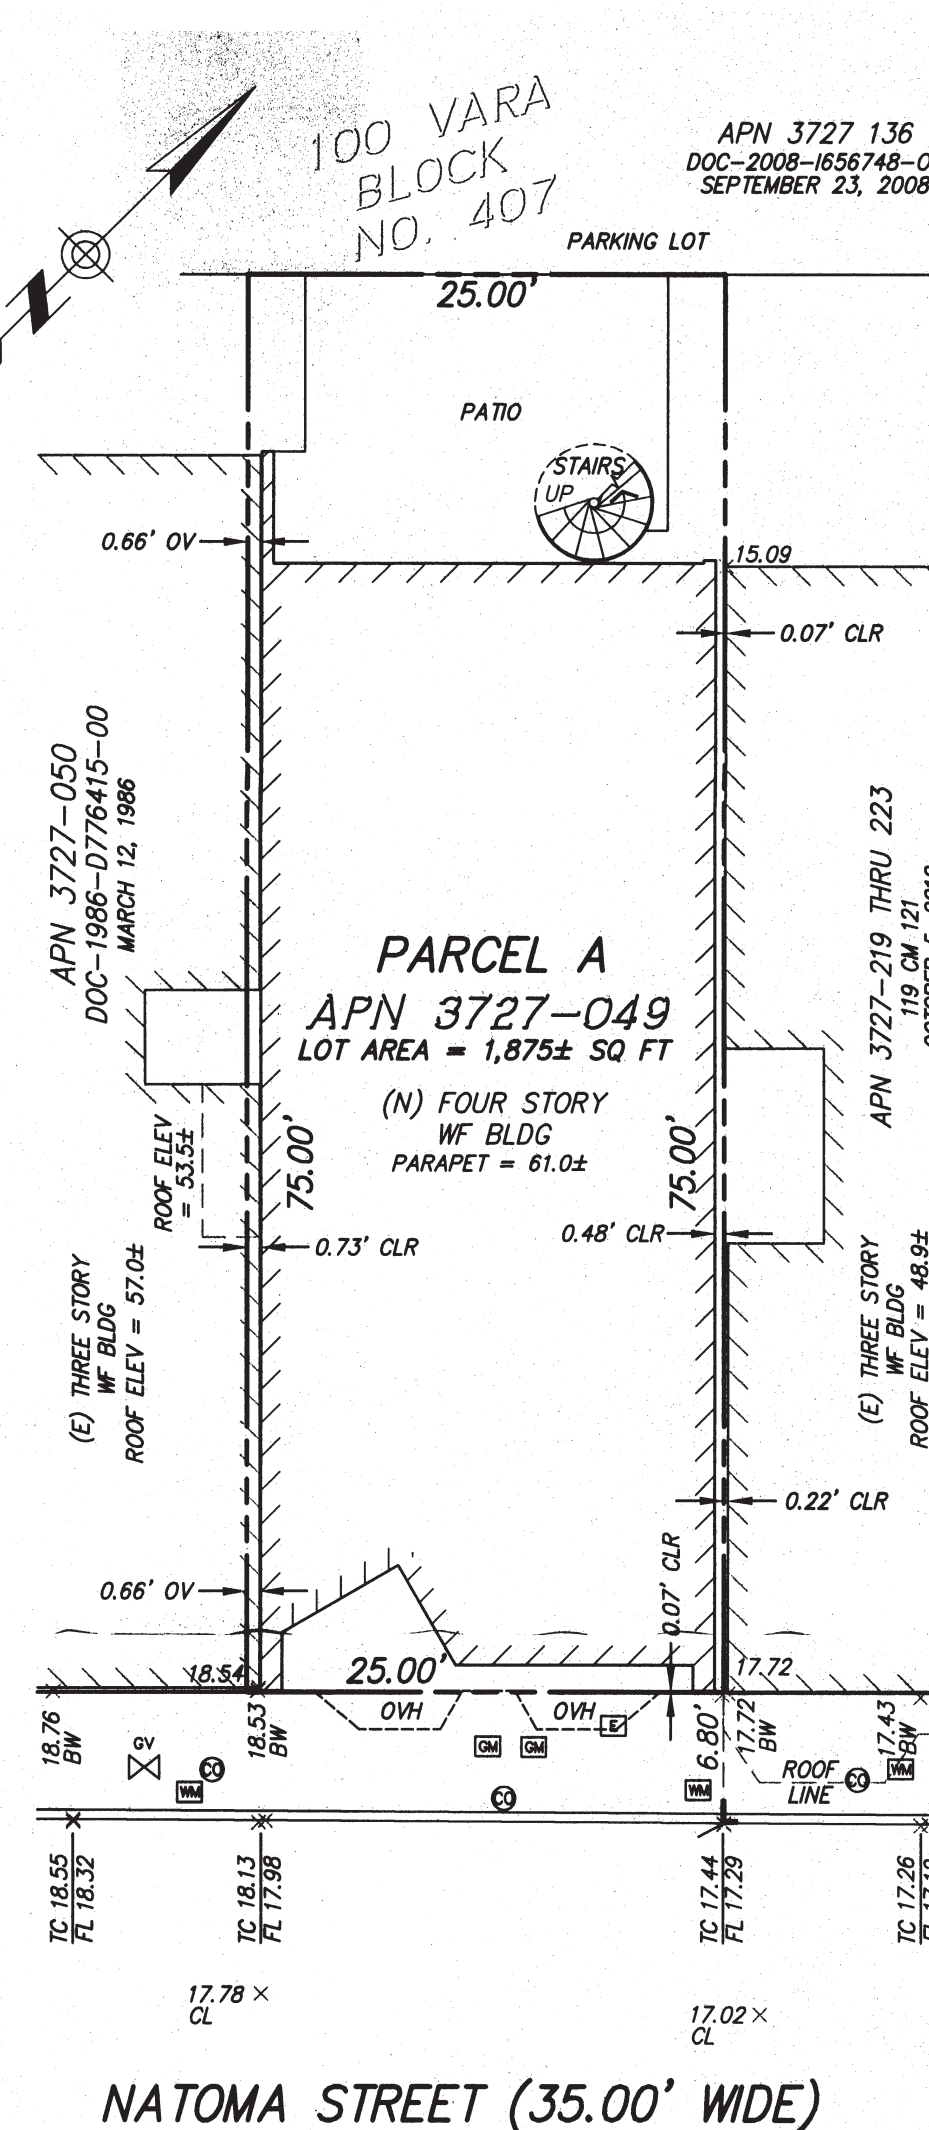 100 VARA
BLOCK
NO. 407
APN 3727 136
DOC-2008-I656748-0
SEPTEMBER 23, 2008
PARKING LOT
N
25.00'
PATIO
STAIRS
UP
0.66' OV
15.09
0.07' CLR
APN 3727-050
DOC-1986-D776415-00
MARCH 12, 1986
APN 3727-219 THRU 223
119 CM 121
PARCEL A
APN 3727-049
LOT AREA = 1,875± SQ FT
(N) FOUR STORY
WF BLDG
PARAPET = 61.0±
75.00'
75.00'
ROOF ELEV
= 53.5±
0.73' CLR
0.48' CLR
(E) THREE STORY
WF BLDG
ROOF ELEV = 57.0±
(E) THREE STORY
WF BLDG
ROOF ELEV = 48.9±
0.22' CLR
0.07' CLR
0.66' OV
18.54
25.00'
17.72
18.76
BW
GV
CO
WM
18.53
BW
OVH
OVH
E
GM
GM
CO
WM
6.80'
17.72
BW
ROOF
LINE
CO
17.43
BW
WM
TC 18.55
FL 18.32
TC 18.13
FL 17.98
TC 17.44
FL 17.29
TC 17.26
17.78
CL
17.02
CL
NATOMA STREET (35.00' WIDE)